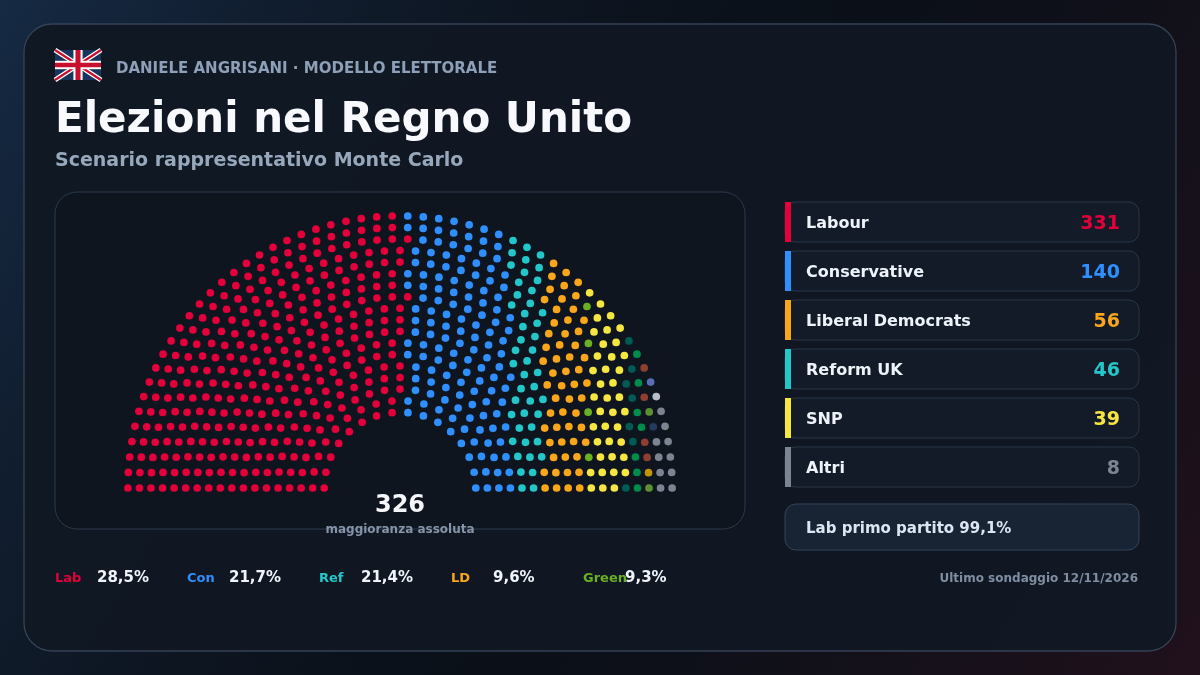 DANIELE ANGRISANI · MODELLO ELETTORALE
Elezioni nel Regno Unito
Scenario rappresentativo Monte Carlo
326
maggioranza assoluta
Labour 331
Conservative 140
Liberal Democrats 56
Reform UK 46
SNP 39
Altri 8
Lab primo partito 99,1%
Lab 28,5% Con 21,7% Ref 21,4% LD 9,6% Green 9,3%
Ultimo sondaggio 12/11/2026